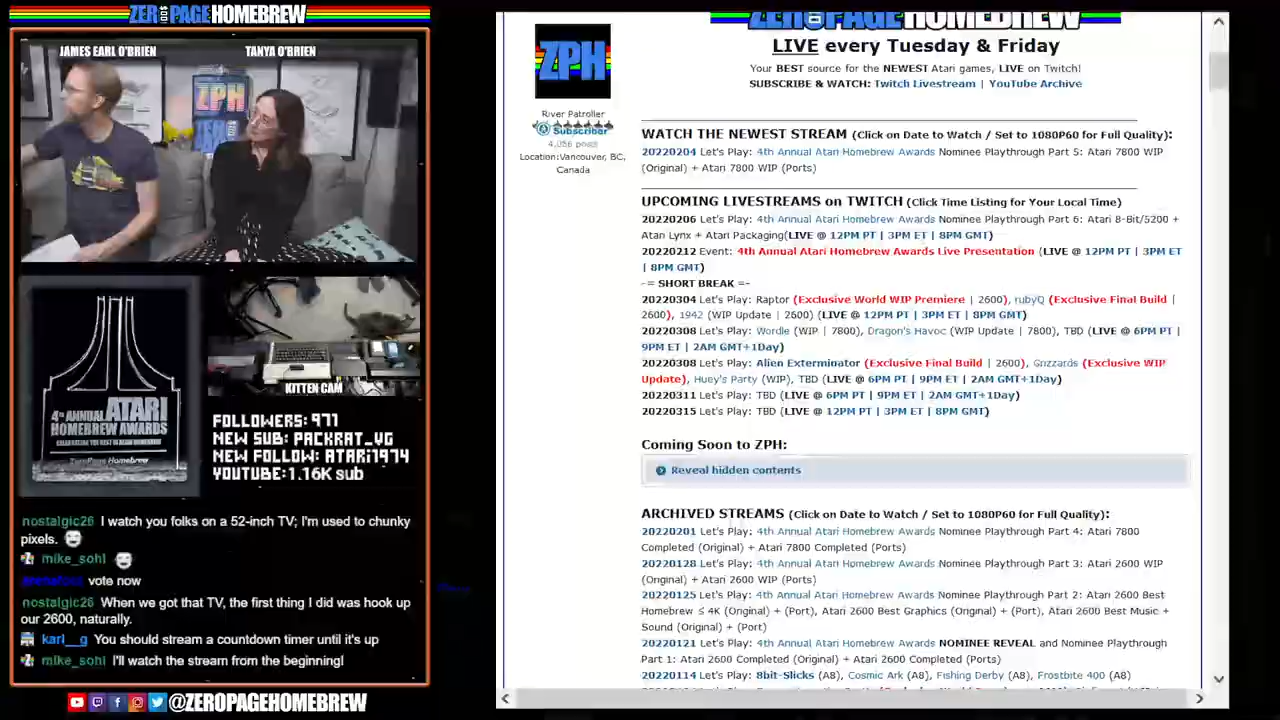 ZEROPAGEHOMEBREW
JAMES EARL O'BRIEN
TANYA O'BRIEN
ZPH
4TH ANNUAL ATARI
HOMEBREW AWARDS
ZeroPage Homebrew
KITTEN CAM
FOLLOWERS: 971
NEW SUB: PACKRAT_VG
NEW FOLLOW: ATARI1974
YOUTUBE: 1.16K sub
nostalgic26 I watch you folks on a 52-inch TV; I'm used to chunky
pixels.
mike_sohl
vote now
nostalgic26 When we got that TV, the first thing I did was hook up
our 2600, naturally.
karl__g You should stream a countdown timer until it's up
mike_sohl I'll watch the stream from the beginning!
@ZEROPAGEHOMEBREW
ZEROPAGEHOMEBREW
LIVE every Tuesday & Friday
Your BEST source for the NEWEST Atari games, LIVE on Twitch!
SUBSCRIBE & WATCH: Twitch Livestream | YouTube Archive
ZPH
River Patroller
Subscriber
4,056 posts
Location:Vancouver, BC,
Canada
WATCH THE NEWEST STREAM (Click on Date to Watch / Set to 1080P60 for Full Quality):
20220204 Let's Play: 4th Annual Atari Homebrew Awards Nominee Playthrough Part 5: Atari 7800 WIP
(Original) + Atari 7800 WIP (Ports)
UPCOMING LIVESTREAMS on TWITCH (Click Time Listing for Your Local Time)
20220206 Let's Play: 4th Annual Atari Homebrew Awards Nominee Playthrough Part 6: Atari 8-Bit/5200 +
Atari Lynx + Atari Packaging(LIVE @ 12PM PT | 3PM ET | 8PM GMT)
20220212 Event: 4th Annual Atari Homebrew Awards Live Presentation (LIVE @ 12PM PT | 3PM ET
| 8PM GMT)
-= SHORT BREAK =-
20220304 Let's Play: Raptor (Exclusive World WIP Premiere | 2600), rubyQ (Exclusive Final Build |
2600), 1942 (WIP Update | 2600) (LIVE @ 12PM PT | 3PM ET | 8PM GMT)
20220308 Let's Play: Wordle (WIP | 7800), Dragon's Havoc (WIP Update | 7800), TBD (LIVE @ 6PM PT |
9PM ET | 2AM GMT+1Day)
20220308 Let's Play: Alien Exterminator (Exclusive Final Build | 2600), Grizzards (Exclusive WIP
Update), Huey's Party (WIP), TBD (LIVE @ 6PM PT | 9PM ET | 2AM GMT+1Day)
20220311 Let's Play: TBD (LIVE @ 6PM PT | 9PM ET | 2AM GMT+1Day)
20220315 Let's Play: TBD (LIVE @ 12PM PT | 3PM ET | 8PM GMT)
Coming Soon to ZPH:
Reveal hidden contents
ARCHIVED STREAMS (Click on Date to Watch / Set to 1080P60 for Full Quality):
20220201 Let's Play: 4th Annual Atari Homebrew Awards Nominee Playthrough Part 4: Atari 7800
Completed (Original) + Atari 7800 Completed (Ports)
20220128 Let's Play: 4th Annual Atari Homebrew Awards Nominee Playthrough Part 3: Atari 2600 WIP
(Original) + Atari 2600 WIP (Ports)
20220125 Let's Play: 4th Annual Atari Homebrew Awards Nominee Playthrough Part 2: Atari 2600 Best
Homebrew ≤ 4K (Original) + (Port), Atari 2600 Best Graphics (Original) + (Port), Atari 2600 Best Music +
Sound (Original) + (Port)
20220121 Let's Play: 4th Annual Atari Homebrew Awards NOMINEE REVEAL and Nominee Playthrough
Part 1: Atari 2600 Completed (Original) + Atari 2600 Completed (Ports)
20220114 Let's Play: 8bit-Slicks (A8), Cosmic Ark (A8), Fishing Derby (A8), Frostbite 400 (A8)